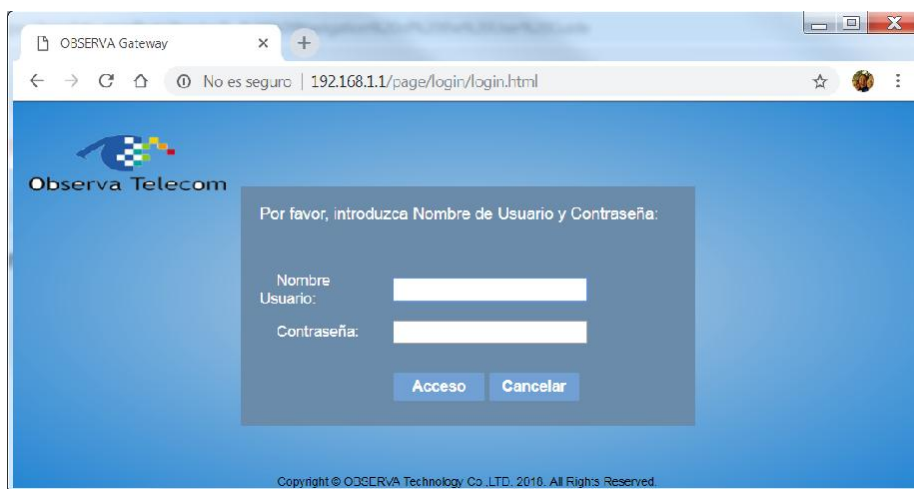 OBSERVA Gateway
No es seguro | 192.168.1.1/page/login/login.html
Observa Telecom
Por favor, introduzca Nombre de Usuario y Contraseña:
Nombre
Usuario:
Contraseña:
Acceso Cancelar
Copyright © OBSERVA Technology Co.,LTD. 2018. All Rights Reserved.